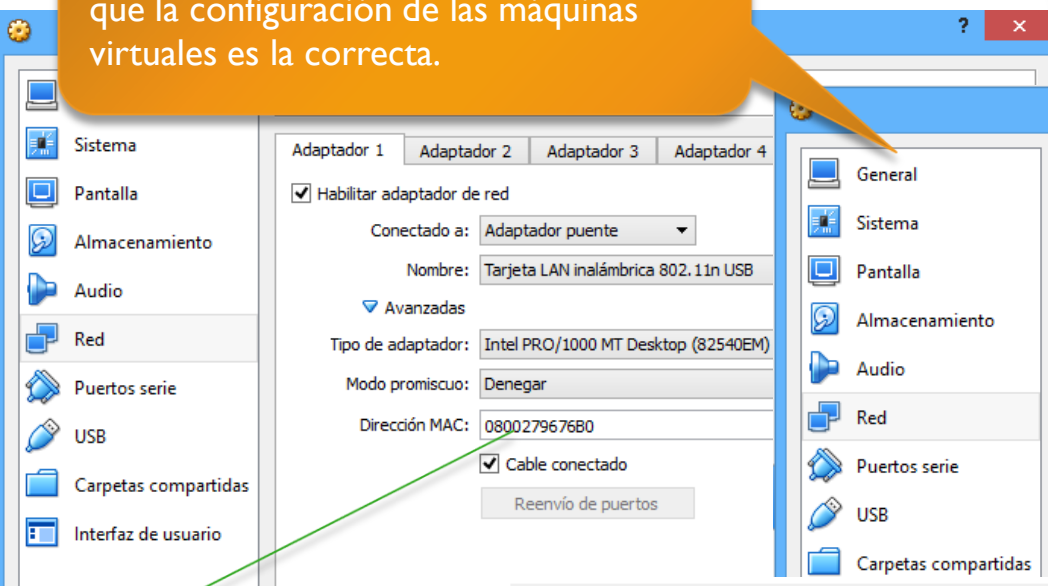 que la configuración de las máquinas
virtuales es la correcta.
?
Sistema
Pantalla
Almacenamiento
Audio
Red
Puertos serie
USB
Carpetas compartidas
Interfaz de usuario
Adaptador 1
Adaptador 2
Adaptador 3
Adaptador 4
Habilitar adaptador de red
Conectado a: Adaptador puente
Nombre: Tarjeta LAN inalámbrica 802.11n USB
Avanzadas
Tipo de adaptador: Intel PRO/1000 MT Desktop (82540EM)
Modo promiscuo: Denegar
Dirección MAC: 0800279676B0
Cable conectado
Reenvío de puertos
General
Sistema
Pantalla
Almacenamiento
Audio
Red
Puertos serie
USB
Carpetas compartidas